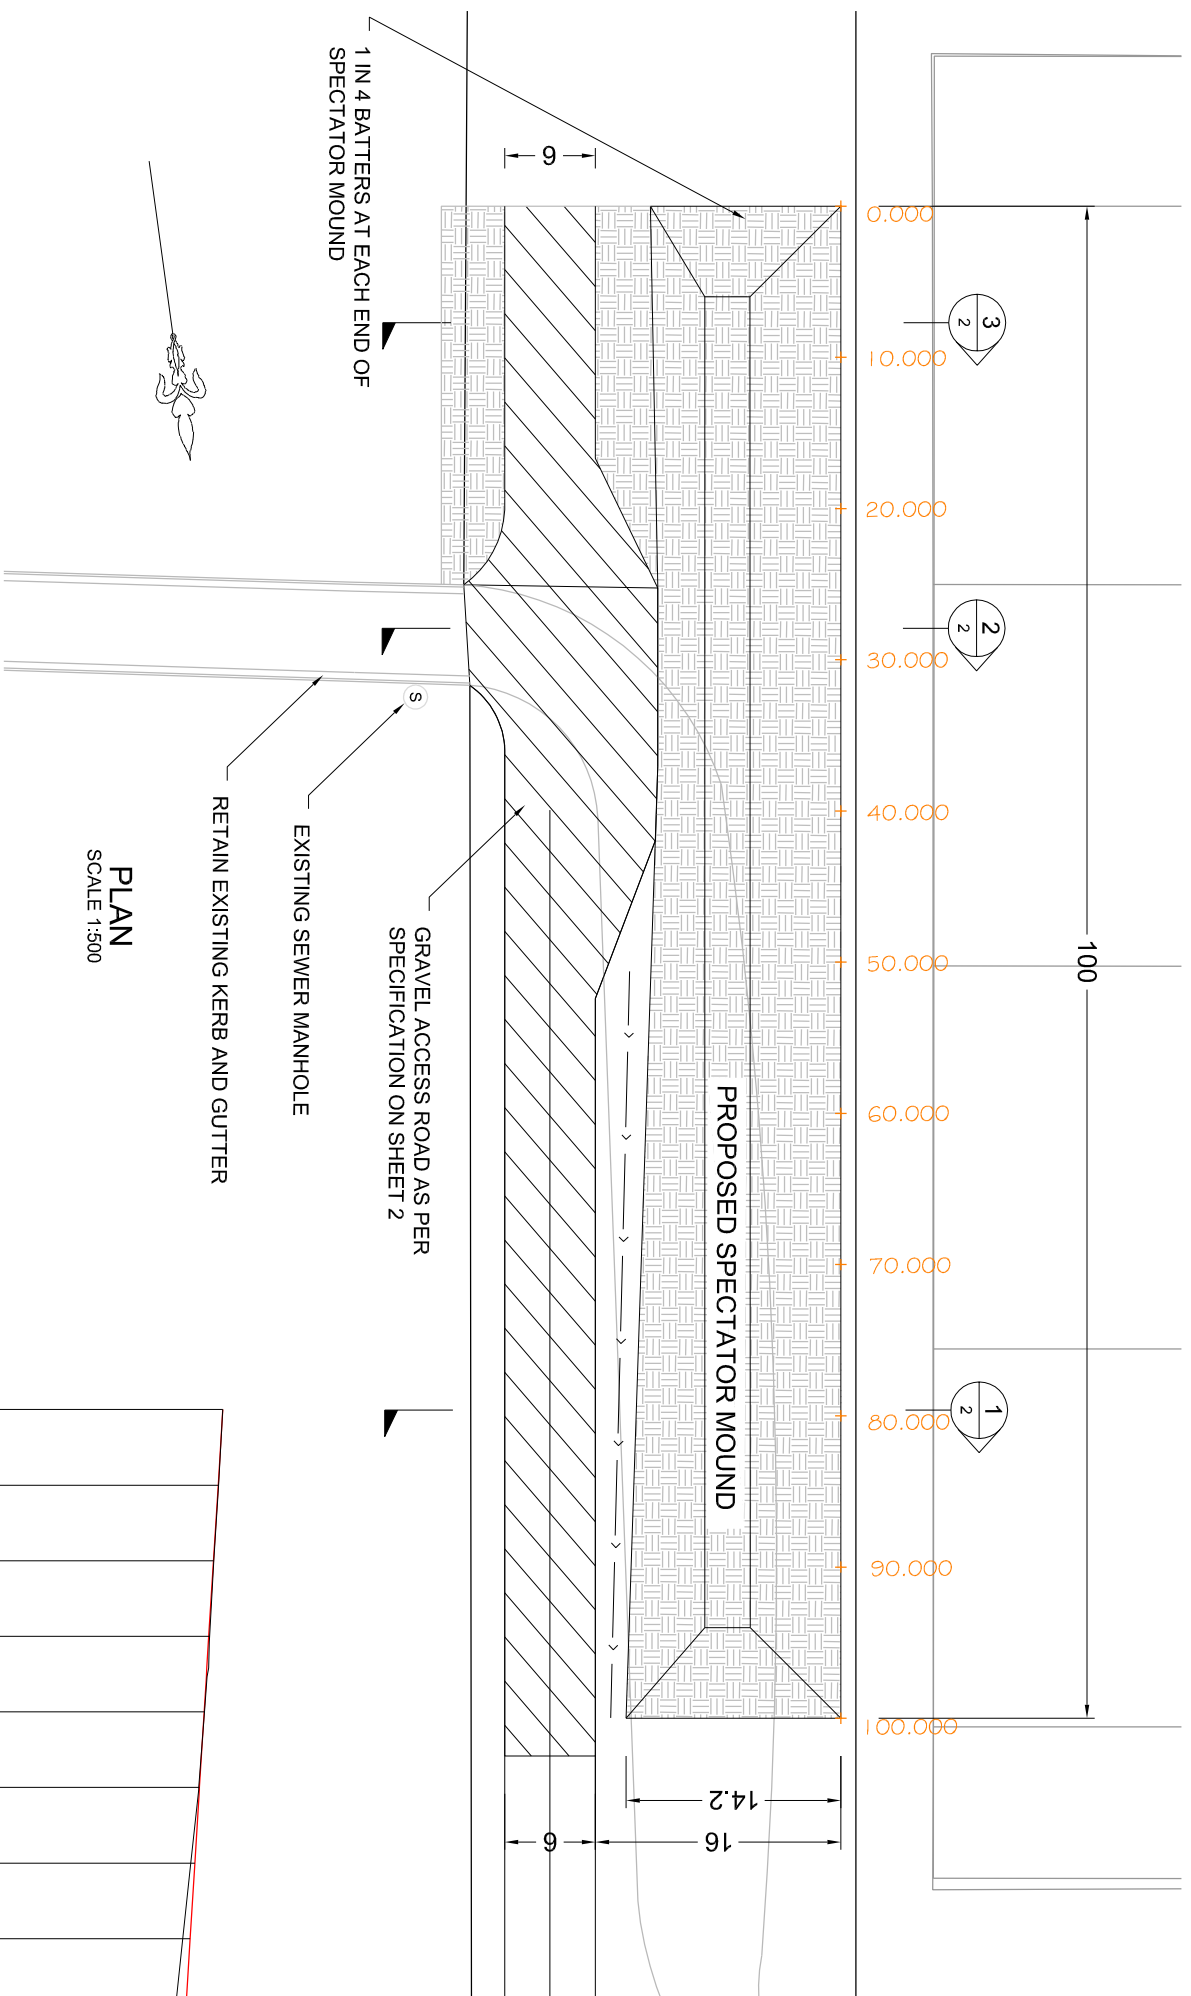 1 IN 4 BATTERS AT EACH END OF
SPECTATOR MOUND
6
0.000
10.000
20.000
30.000
40.000
50.000
60.000
70.000
80.000
90.000
100.000
3
2
2
2
1
2
100
PROPOSED SPECTATOR MOUND
S
GRAVEL ACCESS ROAD AS PER
SPECIFICATION ON SHEET 2
EXISTING SEWER MANHOLE
RETAIN EXISTING KERB AND GUTTER
PLAN
SCALE 1:500
14.2
16
6